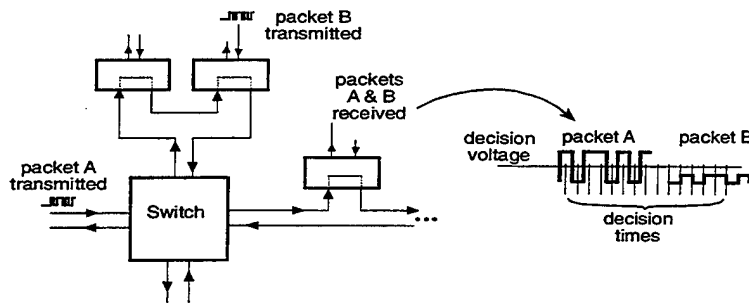 packet B
transmitted
packets
A & B
received
packet A
transmitted
Switch
decision
voltage
packet A
packet B
decision
times